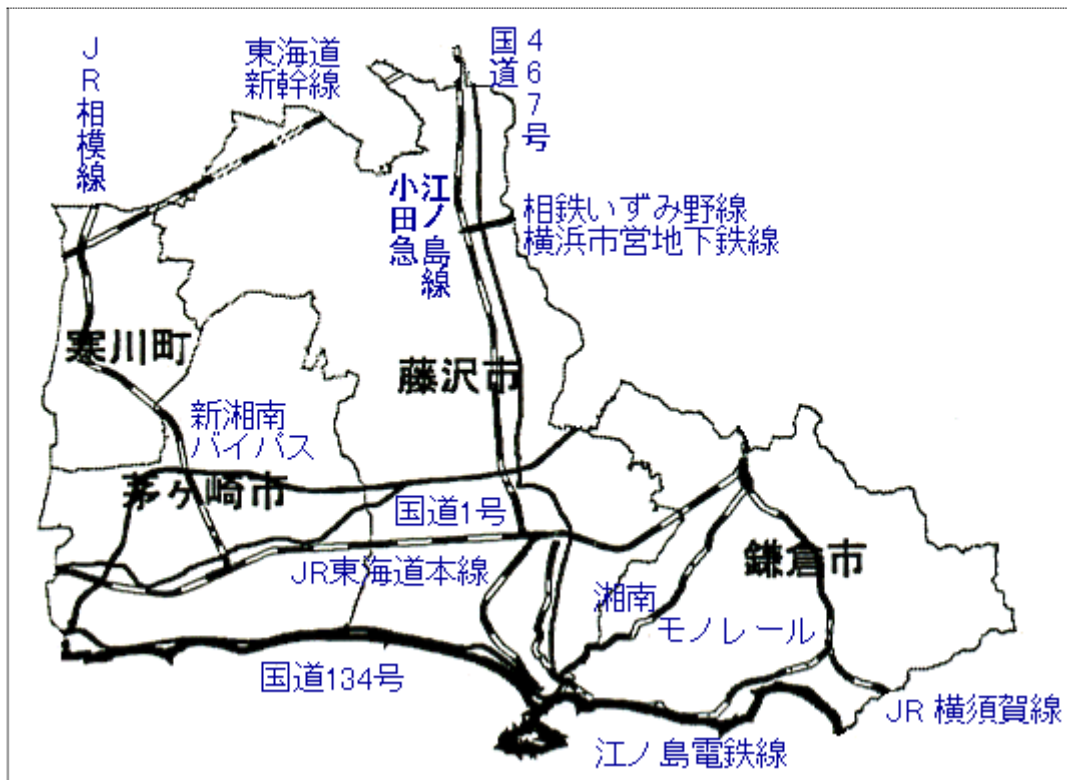 JR相模線
東海道
新幹線
国道
467号
小田急
江ノ島線
相鉄いずみ野線
横浜市営地下鉄線
寒川町
藤沢市
新湘南
バイパス
茅ヶ崎市
国道1号
JR東海道本線
鎌倉市
湘南
モノレール
国道134号
JR横須賀線
江ノ島電鉄線